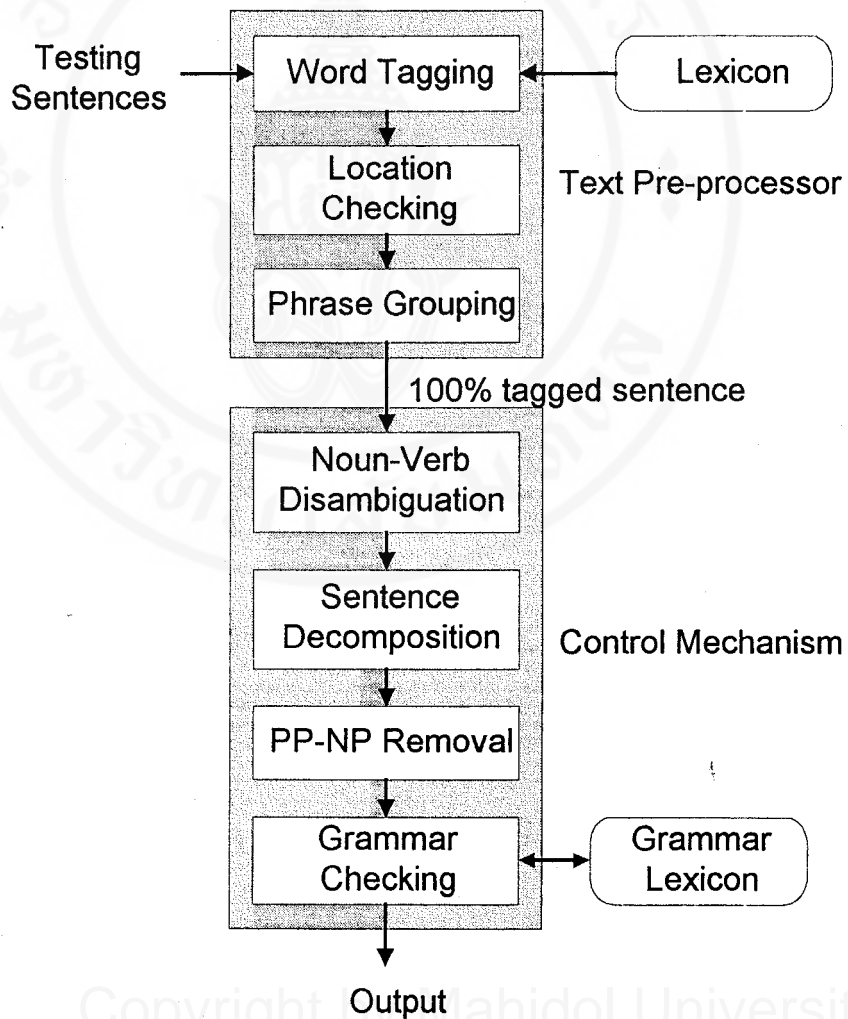 Testing
Sentences
Word Tagging
Lexicon
Location
Checking
Text Pre-processor
Phrase Grouping
100% tagged sentence
Noun-Verb
Disambiguation
Sentence
Decomposition
Control Mechanism
PP-NP Removal
Grammar
Checking
Grammar
Lexicon
Output
Copyright by Mahidol Universit